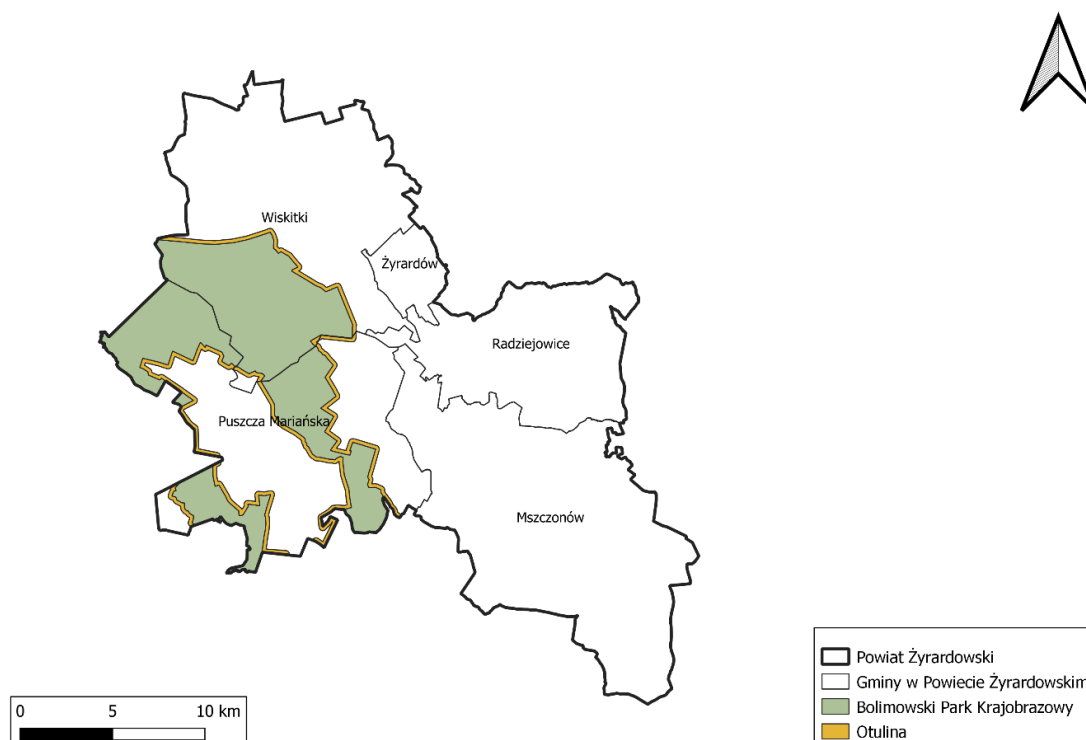 Wiskitki
Żyrardów
Radziejowice
Puszcza Mariańska
Mszczonów
Powiat Żyrardowski
Gminy w Powiecie Żyrardowskim
Bolimowski Park Krajobrazowy
Otulina
0 5 10 km